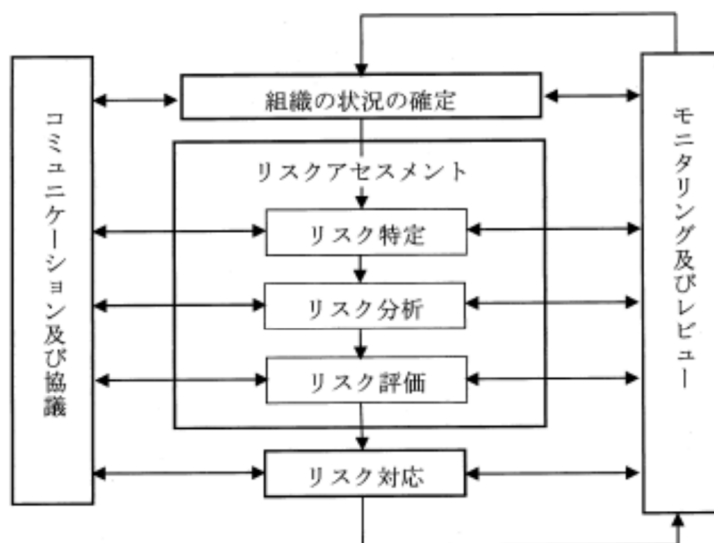 組織の状況の確定
コミュニケーション及び協議
モニタリング及びレビュー
リスクアセスメント
リスク特定
リスク分析
リスク評価
リスク対応